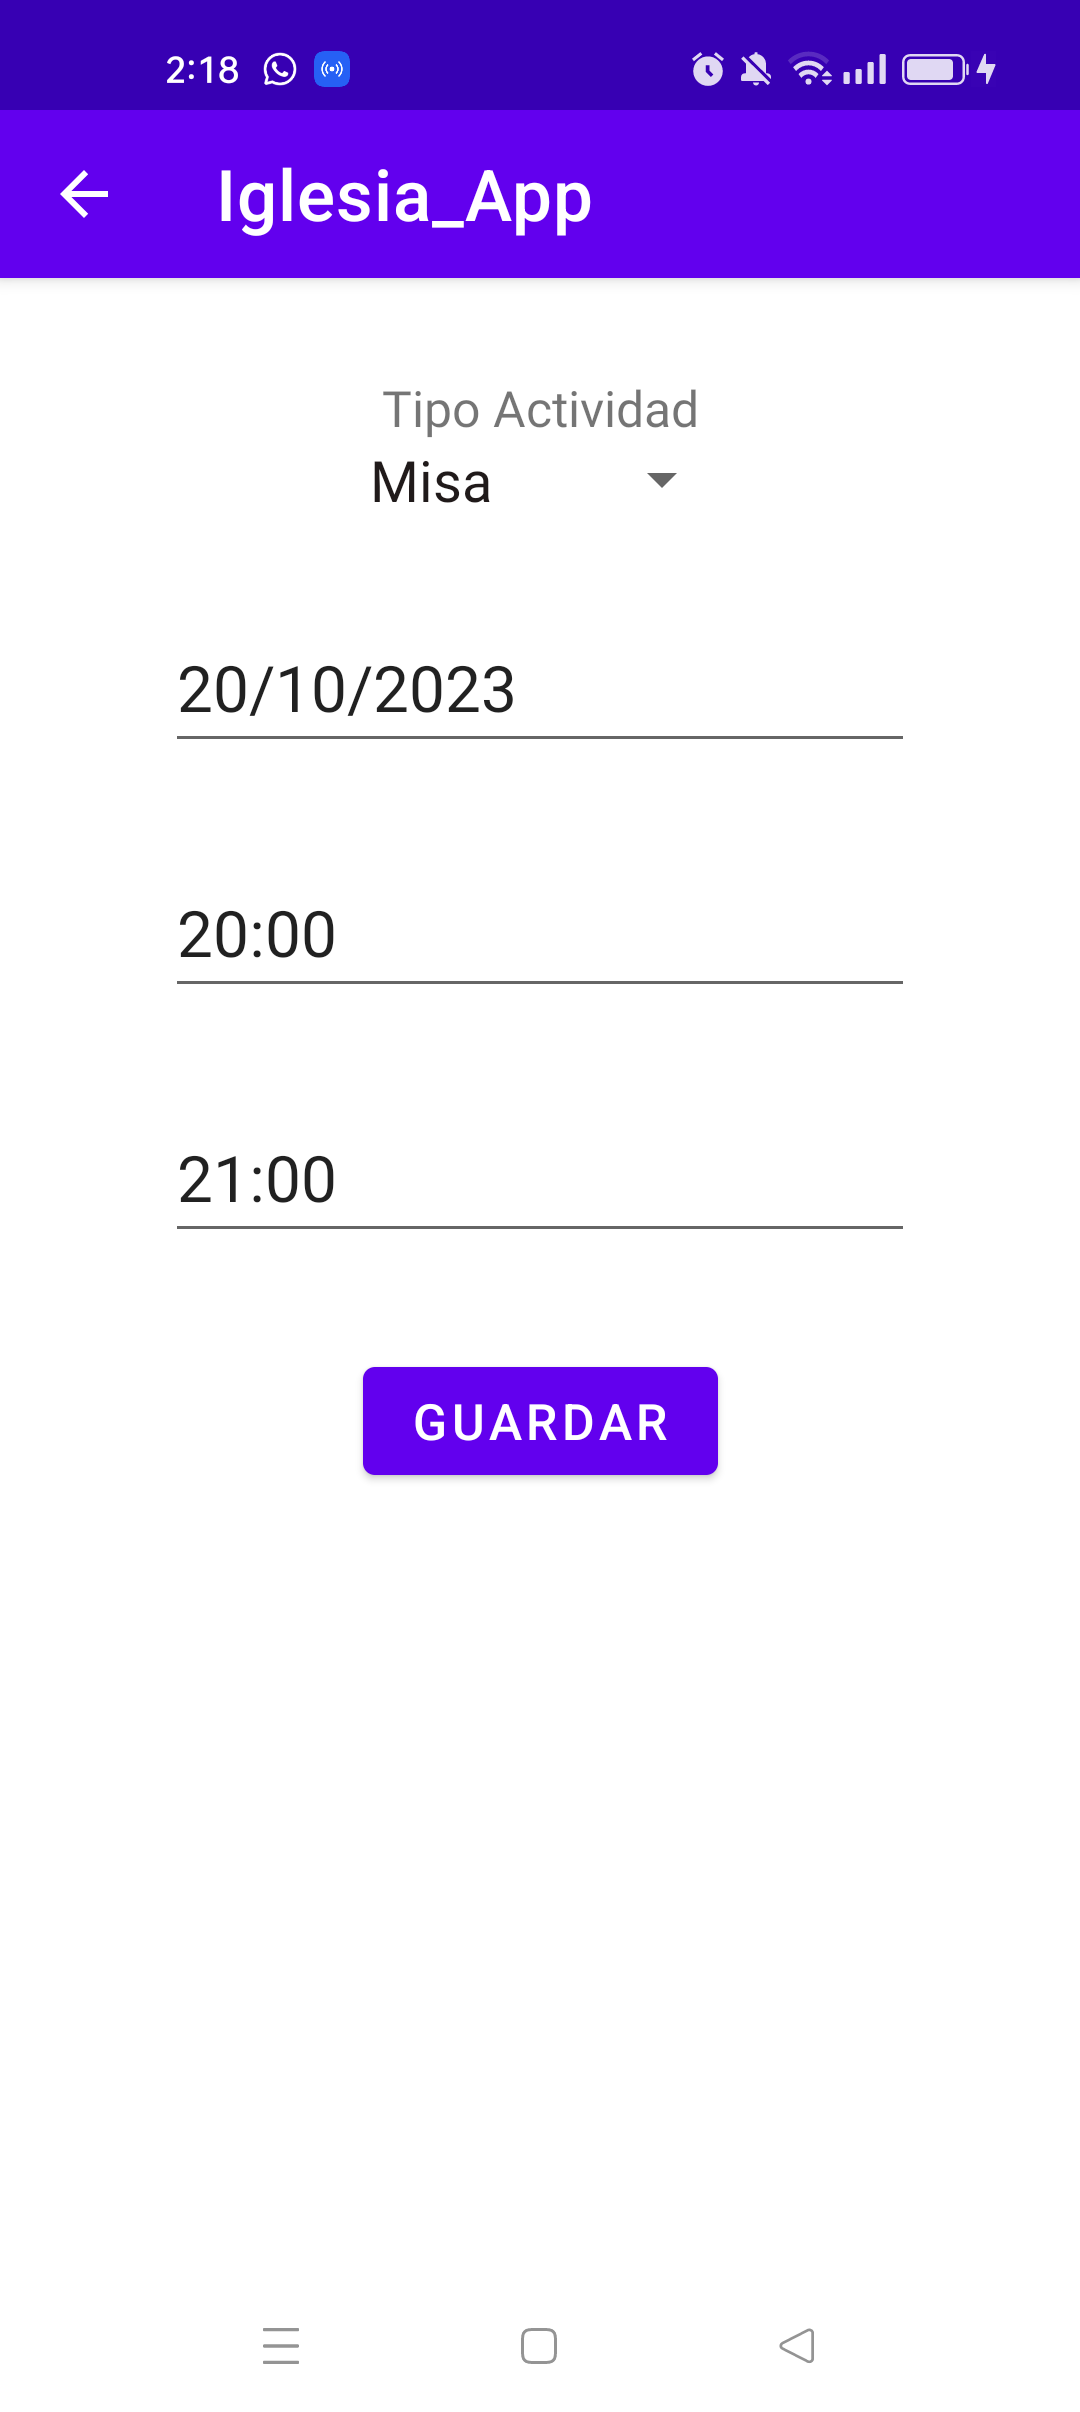 2:18
Iglesia_App
Tipo Actividad
Misa
20/10/2023
20:00
21:00
GUARDAR